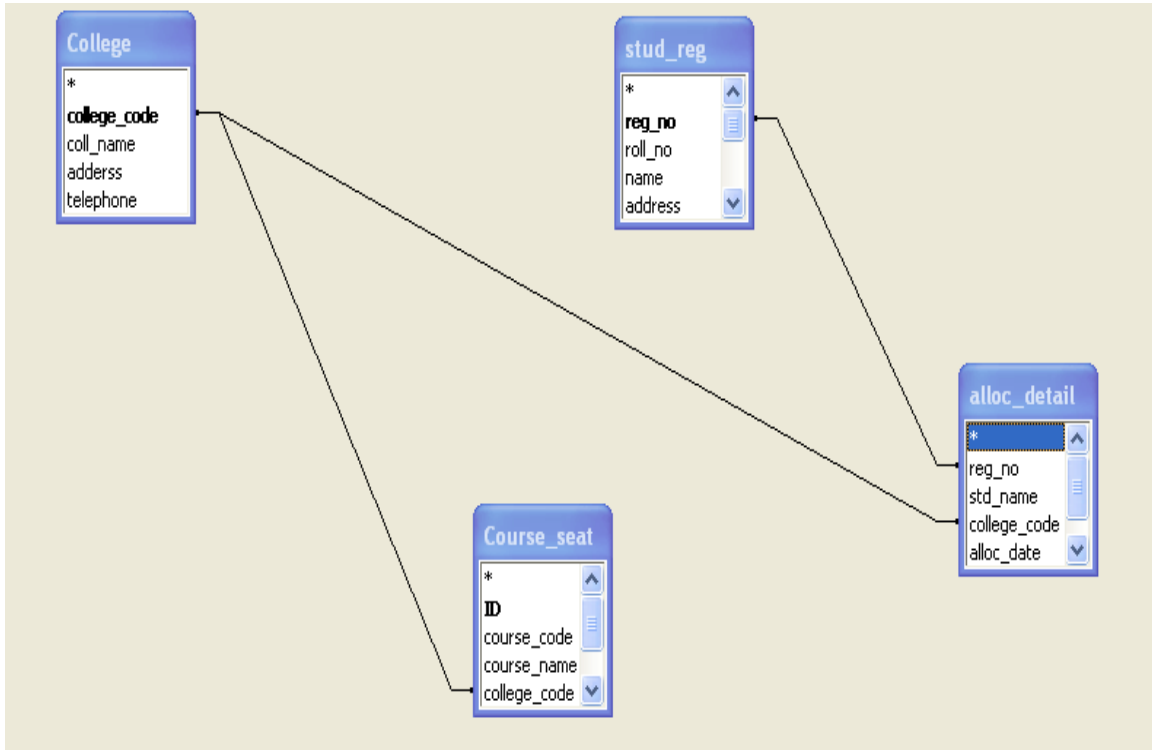 College
*
college_code
coll_name
adderss
telephone
stud_reg
*
reg_no
roll_no
name
address
alloc_detail
*
reg_no
std_name
college_code
alloc_date
Course_seat
*
ID
course_code
course_name
college_code